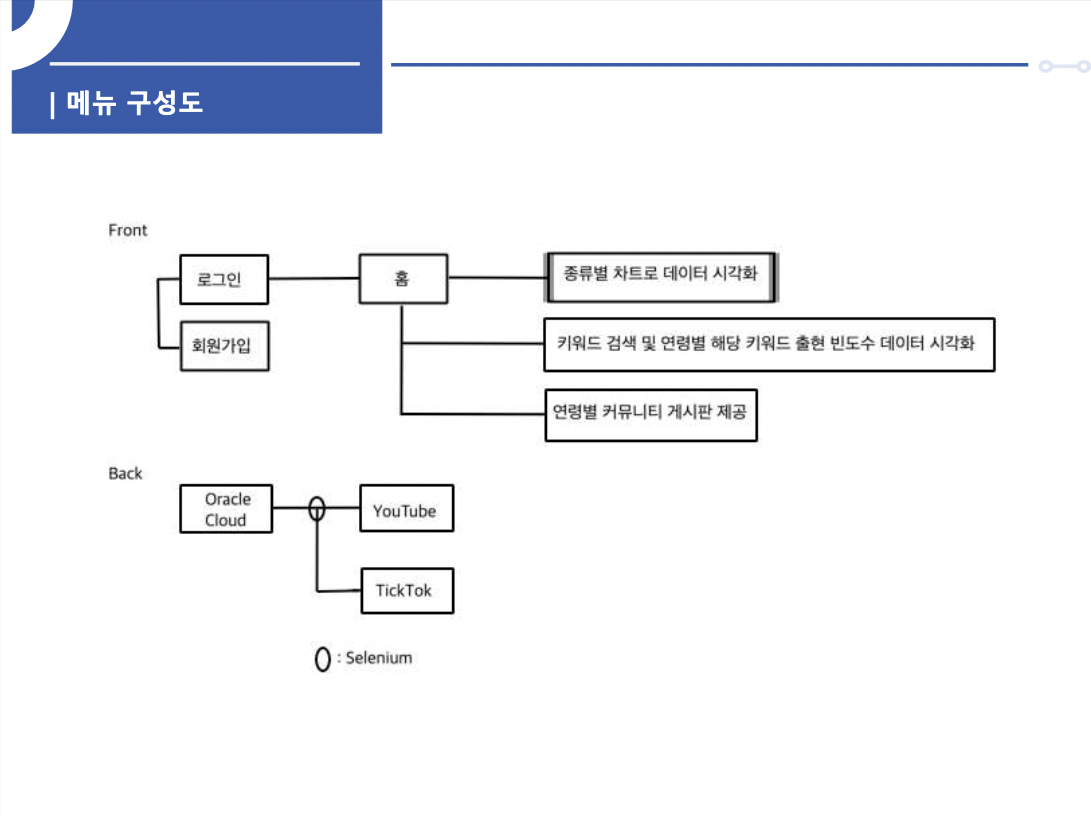 | 메뉴 구성도
Front
로그인
홈
종류별 차트로 데이터 시각화
회원가입
키워드 검색 및 연령별 해당 키워드 출현 빈도수 데이터 시각화
연령별 커뮤니티 게시판 제공
Back
Oracle
Cloud
YouTube
TickTok
: Selenium